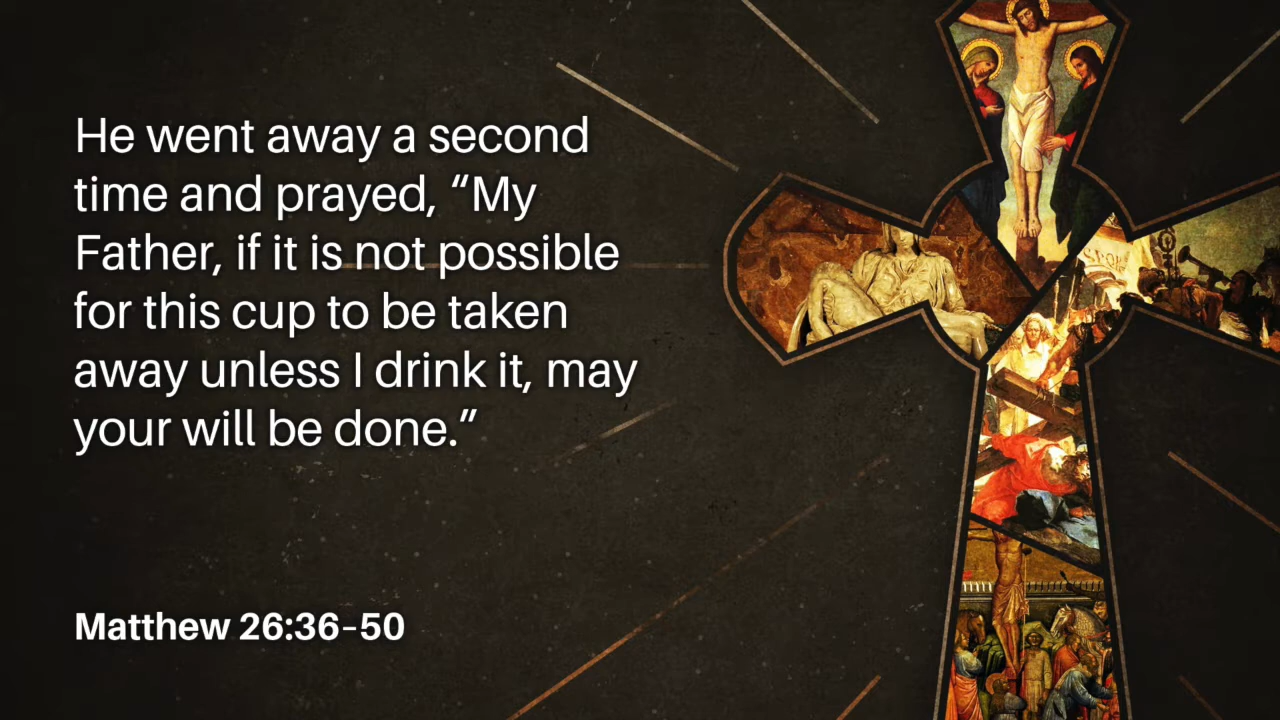 He went away a second
time and prayed, “My
Father, if it is not possible
for this cup to be taken
away unless I drink it, may
your will be done.”
Matthew 26:36–50
SPQR